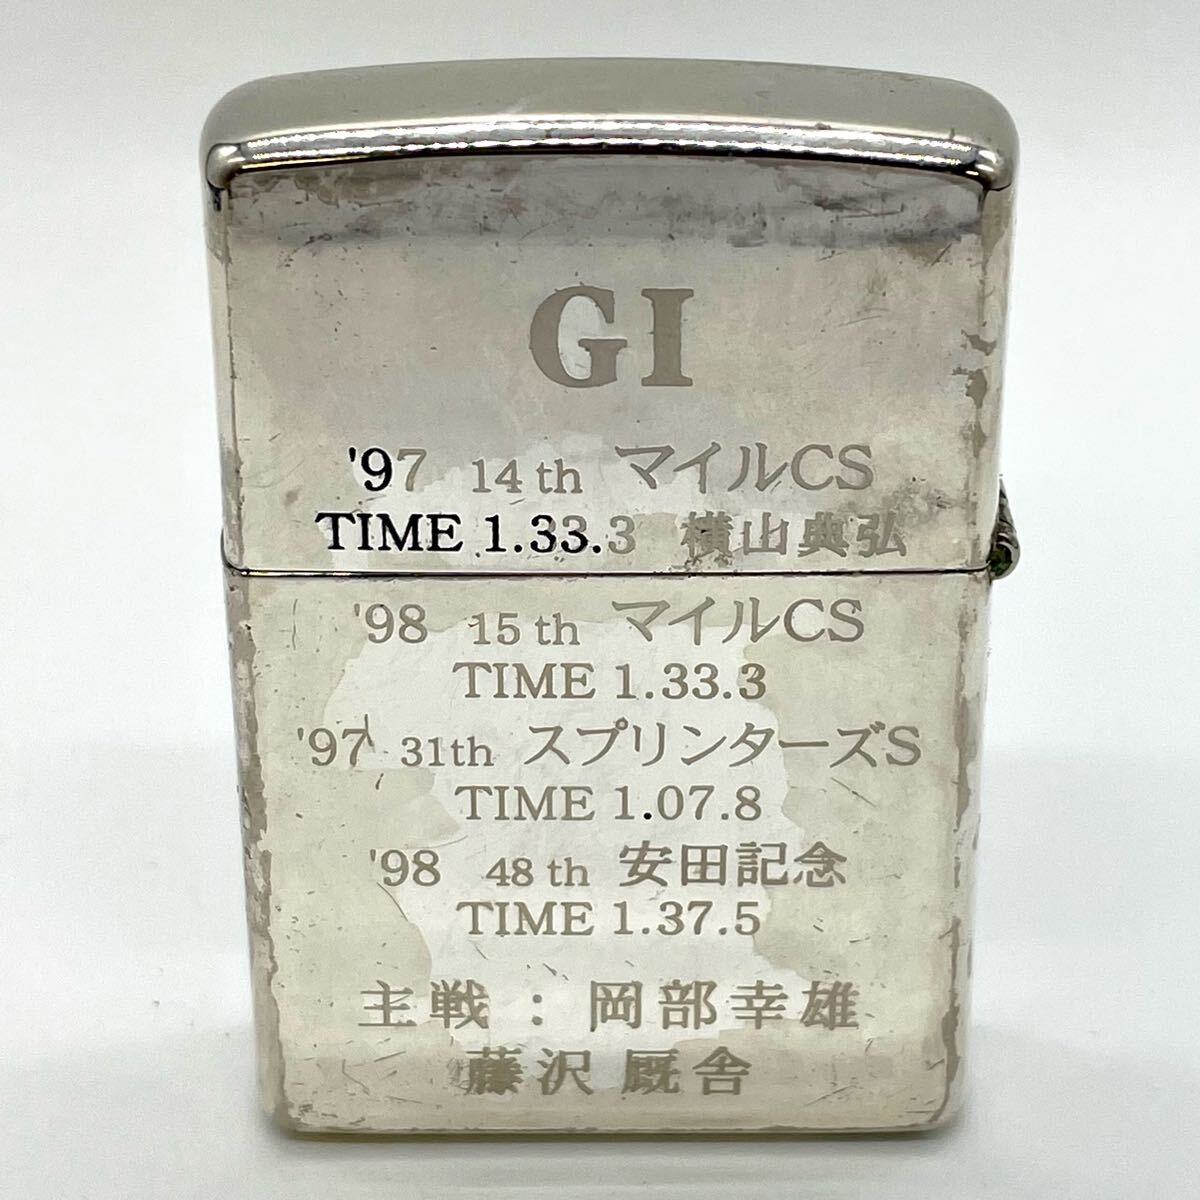 GI
'97 14th マイルCS
TIME 1.33.3 横山典弘
'98 15th マイルCS
TIME 1.33.3
'97 31th スプリンターズS
TIME 1.07.8
'98 48th 安田記念
TIME 1.37.5
主戦：岡部幸雄
藤沢厩舎